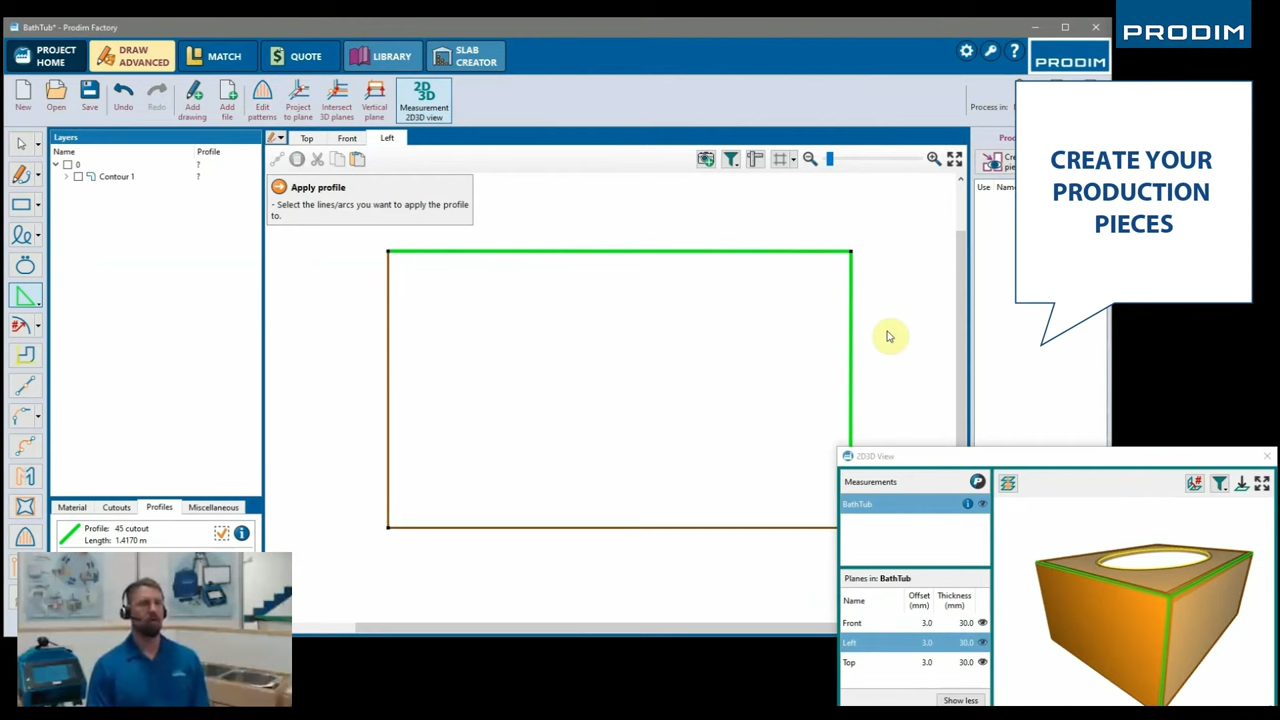 BathTub* - Prodim Factory
PRODIM
PROJECT HOME
DRAW ADVANCED
MATCH
QUOTE
LIBRARY
SLAB CREATOR
PRODIM
New
Open
Save
Undo
Redo
Add drawing
Add file
Edit patterns
Project to plane
Intersect 3D planes
Vertical plane
2D 3D
Measurement 2D3D view
Process in:
Layers
Top
Front
Left
Name Profile
0 ?
Contour 1 ?
Apply profile
- Select the lines/arcs you want to apply the profile
to.
Use
CREATE YOUR
PRODUCTION
PIECES
Material
Cutouts
Profiles
Miscellaneous
Profile: 45 cutout
Length: 1.4170 m
2D3D View
Measurements
BathTub
Planes in: BathTub
Name Offset (mm) Thickness (mm)
Front 3.0 30.0
Left 3.0 30.0
Top 3.0 30.0
Show less